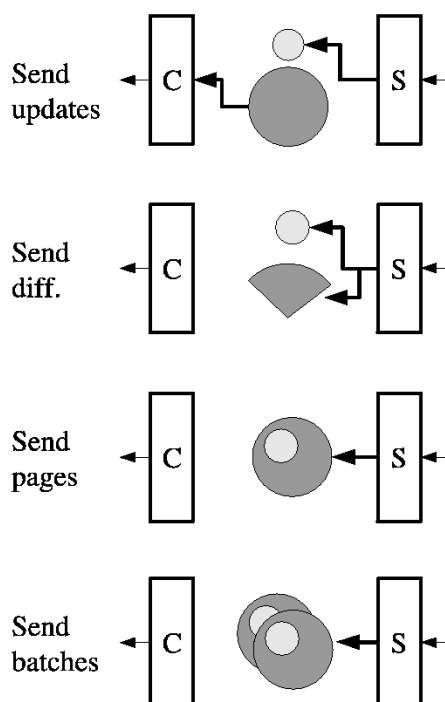 Send
updates
C
S
Send
diff.
C
S
Send
pages
C
S
Send
batches
C
S